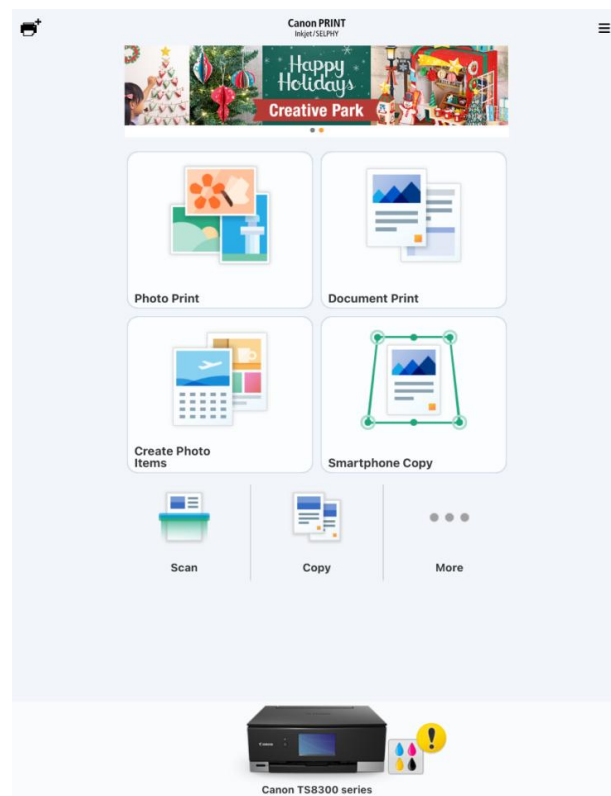 Canon PRINT
Inkjet/SELPHY
Happy
Holidays
Creative Park
Photo Print
Document Print
Create Photo
Items
Smartphone Copy
Scan
Copy
More
Canon
Canon TS8300 series